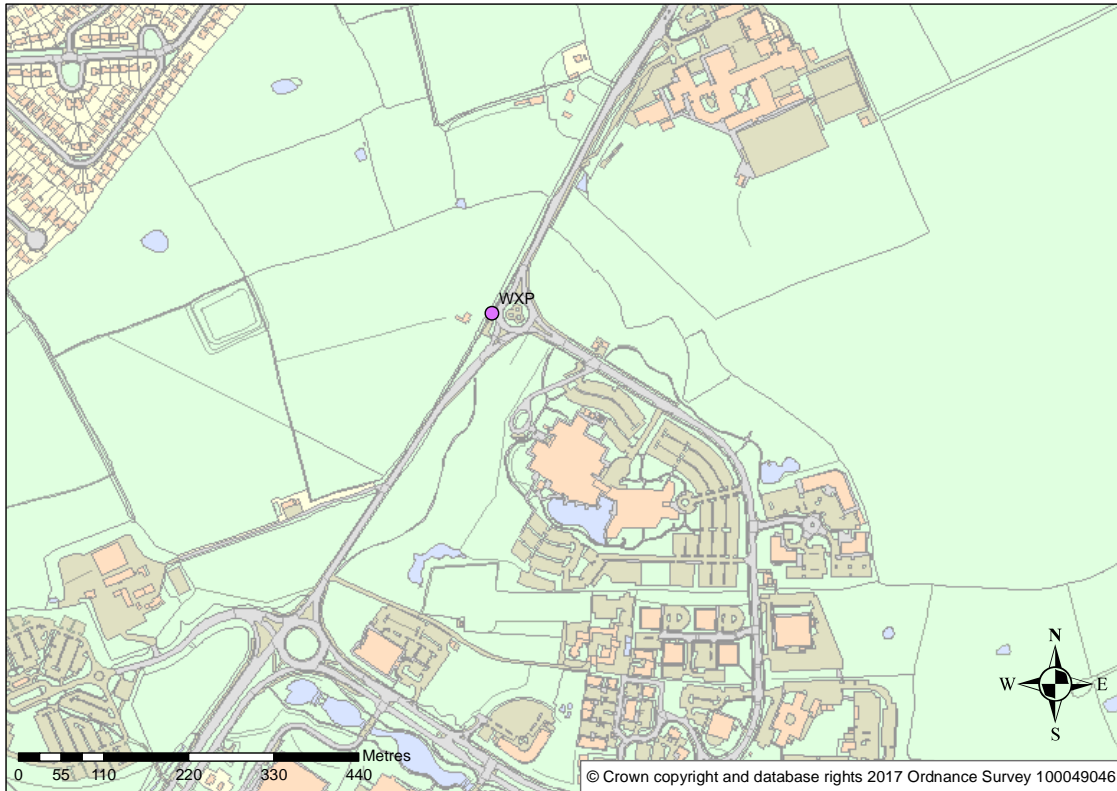 WXP
N
W E
S
Metres
0 55 110 220 330 440
© Crown copyright and database rights 2017 Ordnance Survey 100049046